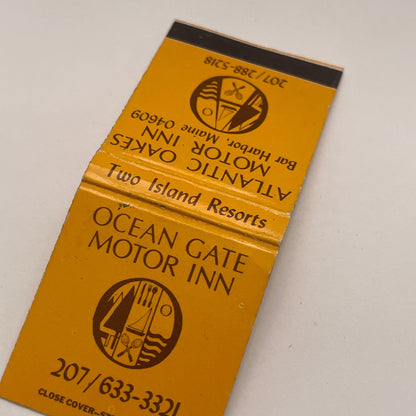 207/288-5218
ATLANTIC OAKES
MOTOR INN
Bar Harbor, Maine 04609
Two Island Resorts
OCEAN GATE
MOTOR INN
207/633-3321
CLOSE COVER